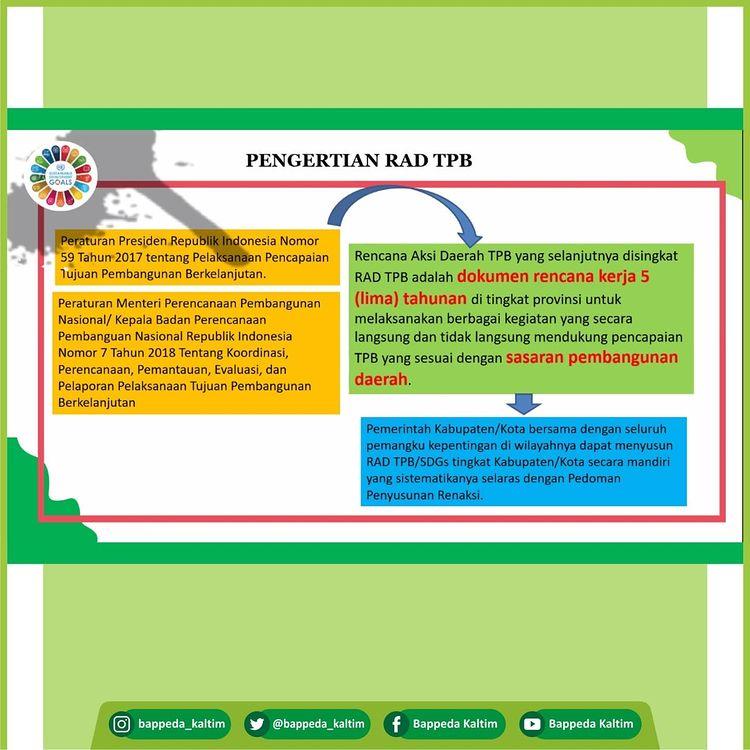 PENGERTIAN RAD TPB
SUSTAINABLE
DEVELOPMENT
GOALS
Peraturan Presiden Republik Indonesia Nomor
59 Tahun 2017 tentang Pelaksanaan Pencapaian
Tujuan Pembangunan Berkelanjutan.
Peraturan Menteri Perencanaan Pembangunan
Nasional/ Kepala Badan Perencanaan
Pembanguan Nasional Republik Indonesia
Nomor 7 Tahun 2018 Tentang Koordinasi,
Perencanaan, Pemantauan, Evaluasi, dan
Pelaporan Pelaksanaan Tujuan Pembangunan
Berkelanjutan
Rencana Aksi Daerah TPB yang selanjutnya disingkat
RAD TPB adalah dokumen rencana kerja 5
(lima) tahunan di tingkat provinsi untuk
melaksanakan berbagai kegiatan yang secara
langsung dan tidak langsung mendukung pencapaian
TPB yang sesuai dengan sasaran pembangunan
daerah.
Pemerintah Kabupaten/Kota bersama dengan seluruh
pemangku kepentingan di wilayahnya dapat menyusun
RAD TPB/SDGs tingkat Kabupaten/Kota secara mandiri
yang sistematikanya selaras dengan Pedoman
Penyusunan Renaksi.
bappeda_kaltim
@bappeda_kaltim
Bappeda Kaltim
Bappeda Kaltim